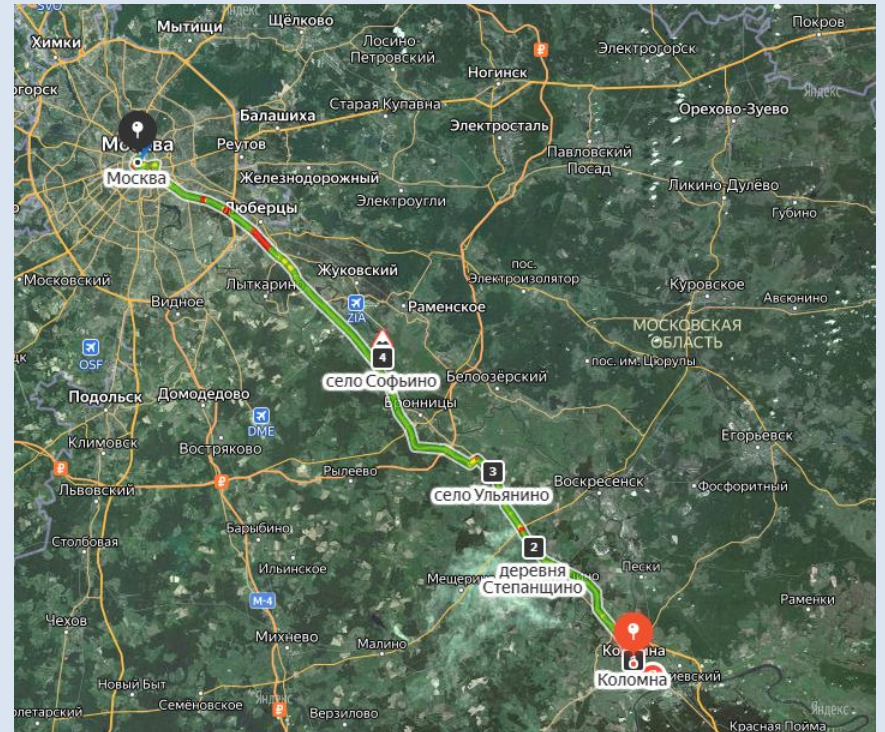 SVO
Яндекс
Щёлково
Покров
Мытищи
Химки
Лосино-
Петровский
Электрогорск
Ногинск
Яндекс
Старая Купавна
Балашиха
Орехово-Зуево
Электросталь
Москва
Реутов
Павловский
Посад
Москва
Железнодорожный
Ликино-Дулёво
Электроугли
Люберцы
Губино
Московский
Лыткарино
Жуковский
пос.
Электроизолятор
Куровское
Видное
ZIA
Раменское
Авсюнино
МОСКОВСКАЯ
ОБЛАСТЬ
OSF
4
пос. им. Цюрупы
село Софьино
Белоозёрский
Подольск
Домодедово
Бронницы
DME
Климовск
Востряково
Егорьевск
3
Рылеево
Воскресенск
Львовский
село Ульянино
Фосфоритный
Барыбино
Столбовая
2
деревня
Степанщино
Ильинское
Пески
М-4
Раменки
Чехов
Михнево
Малино
Коломна
Новый Быт
Яндекс
Семёновское
Верзилово
Яндекс
Красная Пойма